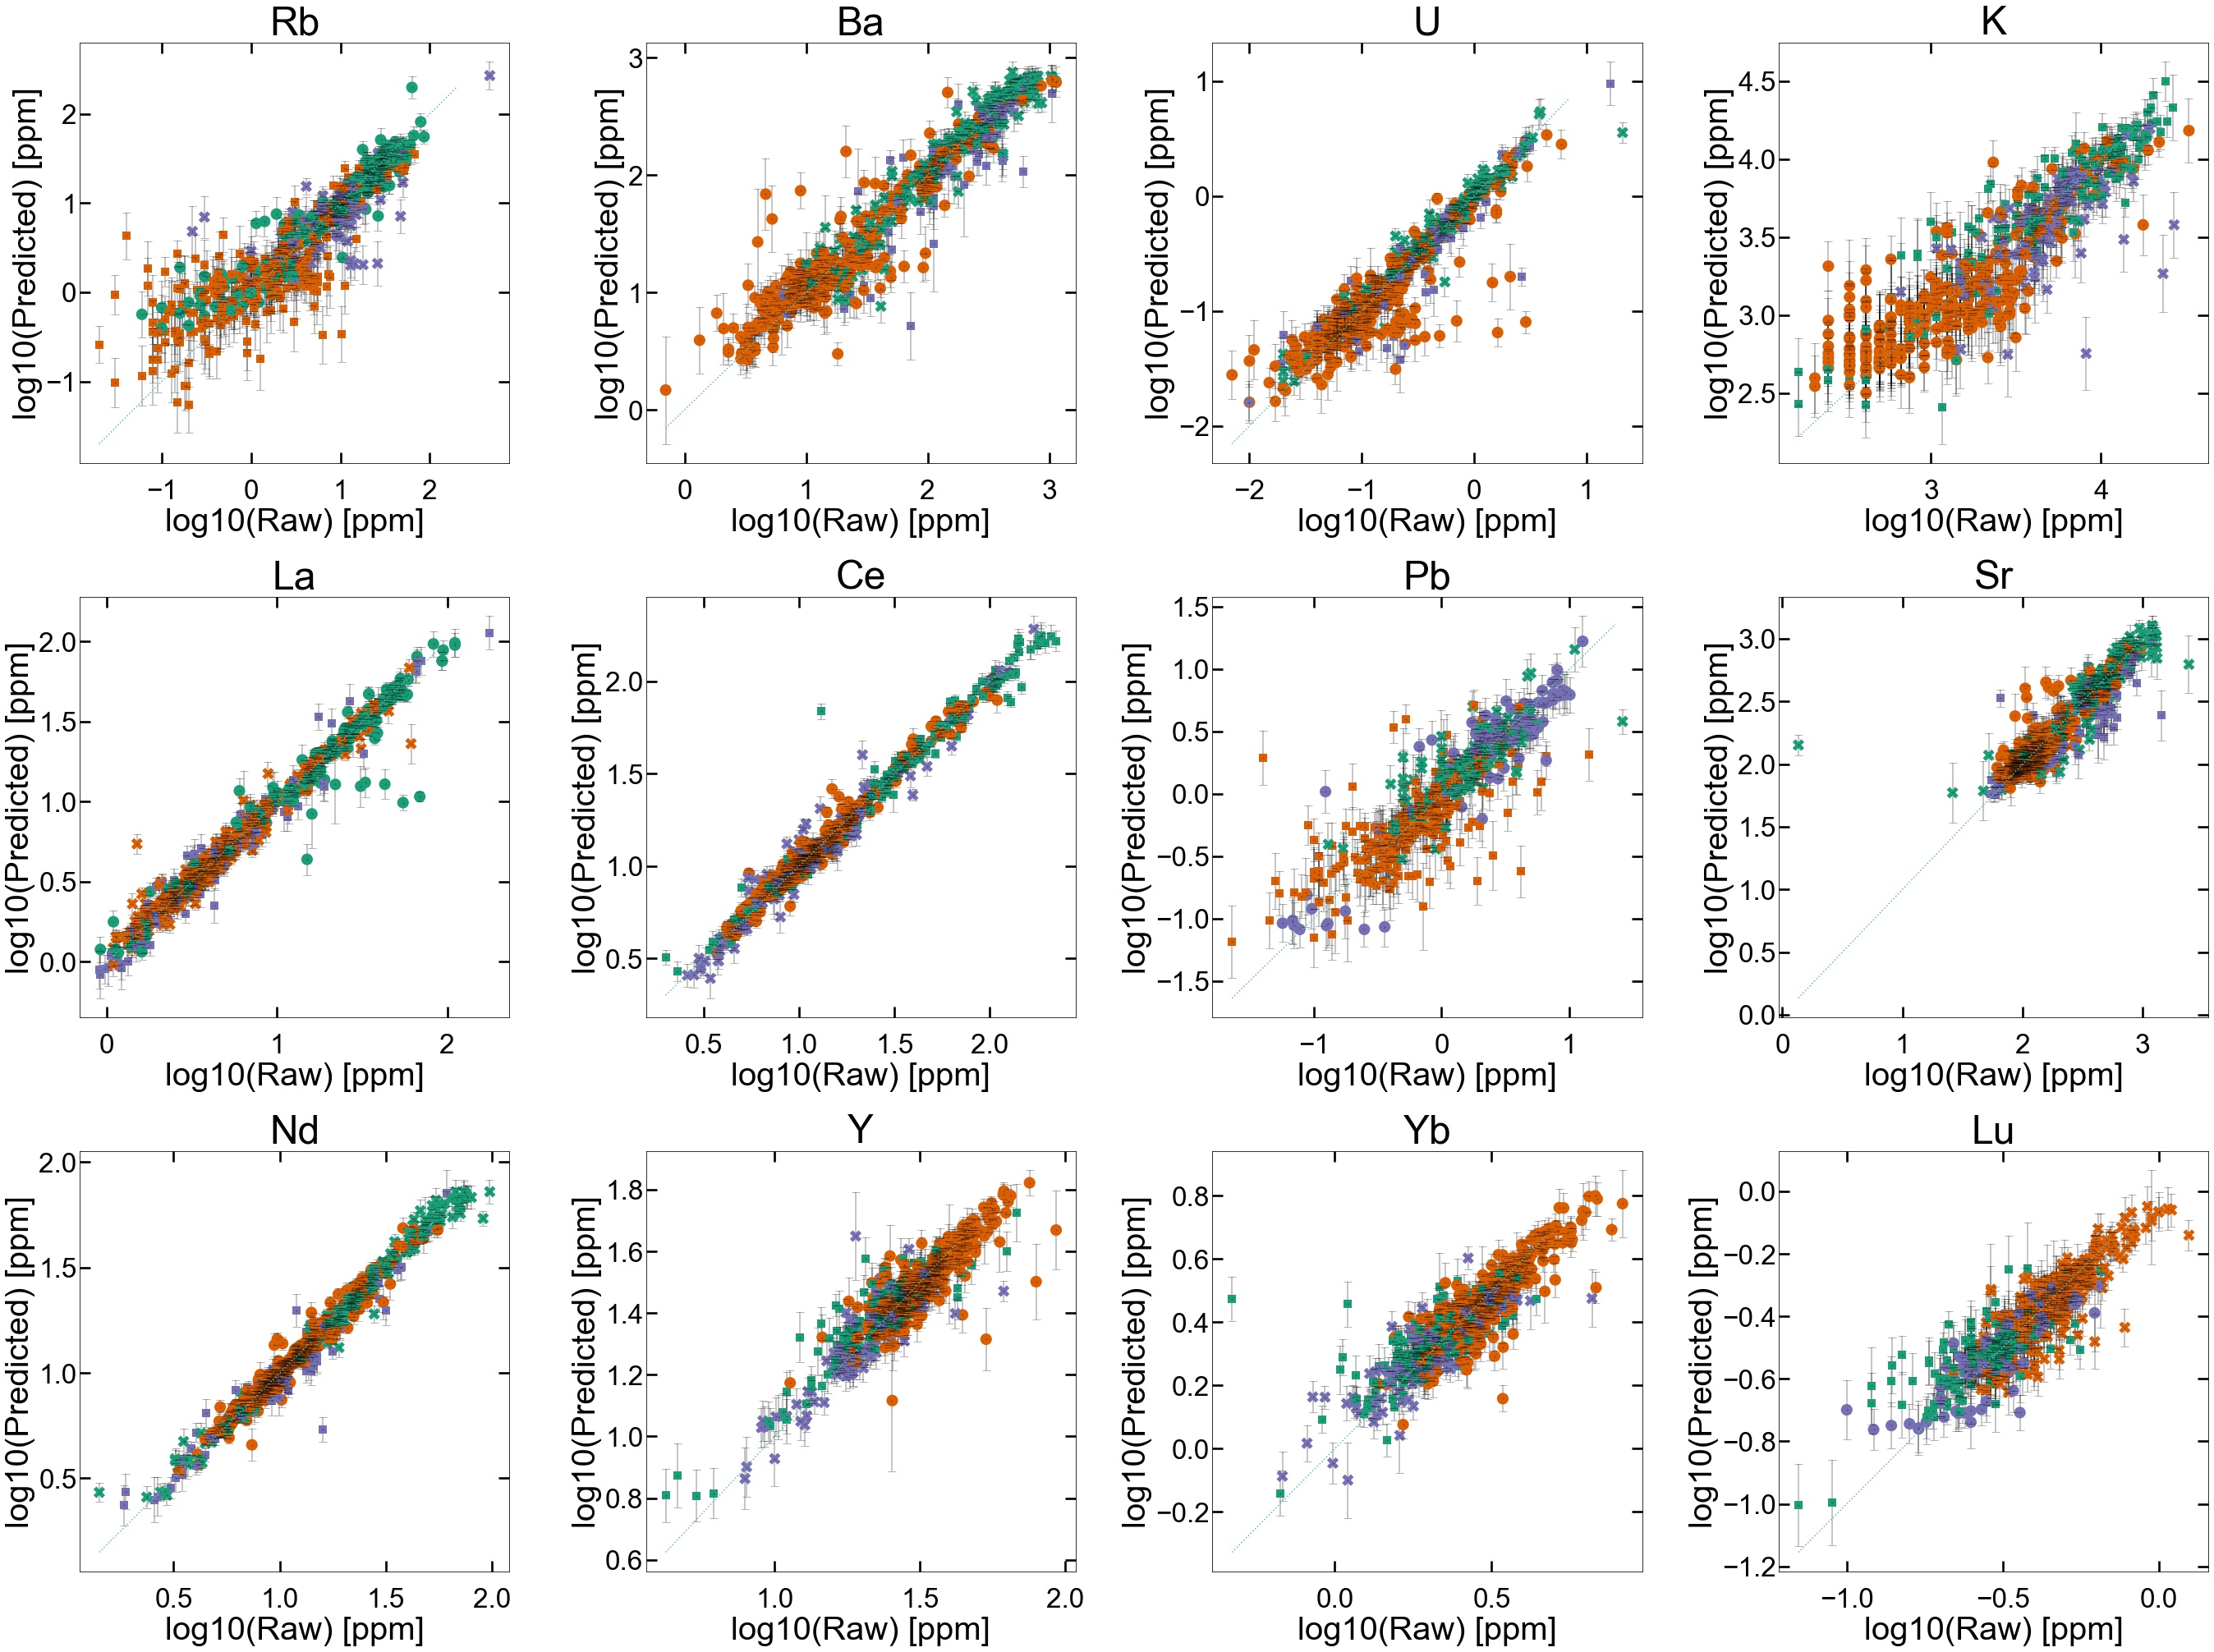 Rb
Ba
U
K
log10(Predicted) [ppm]
2
1
0
−1
−1 0 1 2
log10(Raw) [ppm]
log10(Predicted) [ppm]
3
2
1
0
0 1 2 3
log10(Raw) [ppm]
log10(Predicted) [ppm]
1
0
−1
−2
−2 −1 0 1
log10(Raw) [ppm]
log10(Predicted) [ppm]
4.5
4.0
3.5
3.0
2.5
3 4
log10(Raw) [ppm]
La
Ce
Pb
Sr
log10(Predicted) [ppm]
2.0
1.5
1.0
0.5
0.0
0 1 2
log10(Raw) [ppm]
log10(Predicted) [ppm]
2.0
1.5
1.0
0.5
0.5 1.0 1.5 2.0
log10(Raw) [ppm]
log10(Predicted) [ppm]
1.5
1.0
0.5
0.0
−0.5
−1.0
−1.5
−1 0 1
log10(Raw) [ppm]
log10(Predicted) [ppm]
3.0
2.5
2.0
1.5
1.0
0.5
0.0
0 1 2 3
log10(Raw) [ppm]
Nd
Y
Yb
Lu
log10(Predicted) [ppm]
2.0
1.5
1.0
0.5
0.5 1.0 1.5 2.0
log10(Raw) [ppm]
log10(Predicted) [ppm]
1.8
1.6
1.4
1.2
1.0
0.8
0.6
1.0 1.5 2.0
log10(Raw) [ppm]
log10(Predicted) [ppm]
0.8
0.6
0.4
0.2
0.0
−0.2
0.0 0.5
log10(Raw) [ppm]
log10(Predicted) [ppm]
0.0
−0.2
−0.4
−0.6
−0.8
−1.0
−1.2
−1.0 −0.5 0.0
log10(Raw) [ppm]